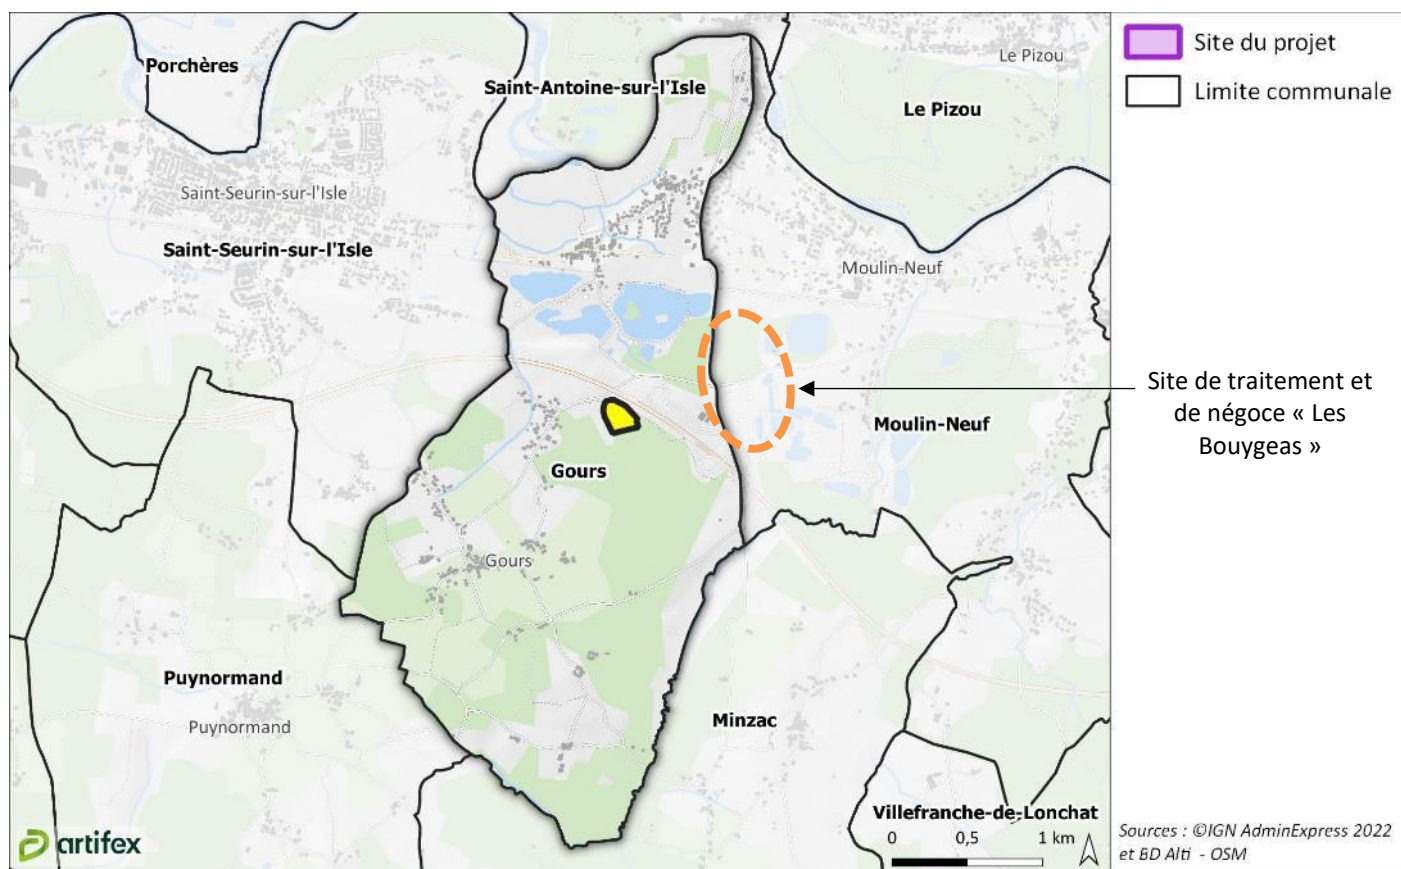 Porchères
Saint-Antoine-sur-l'Isle
Le Pizou
Le Pizou
Saint-Seurin-sur-l'Isle
Saint-Seurin-sur-l'Isle
Moulin-Neuf
Moulin-Neuf
Gours
Gours
Puynormand
Puynormand
Minzac
Villefranche-de-Lonchat
0 0,5 1 km
artifex
Site du projet
Limite communale
Site de traitement et
de négoce « Les
Bouygeas »
Sources : ©IGN AdminExpress 2022
et BD Alti - OSM